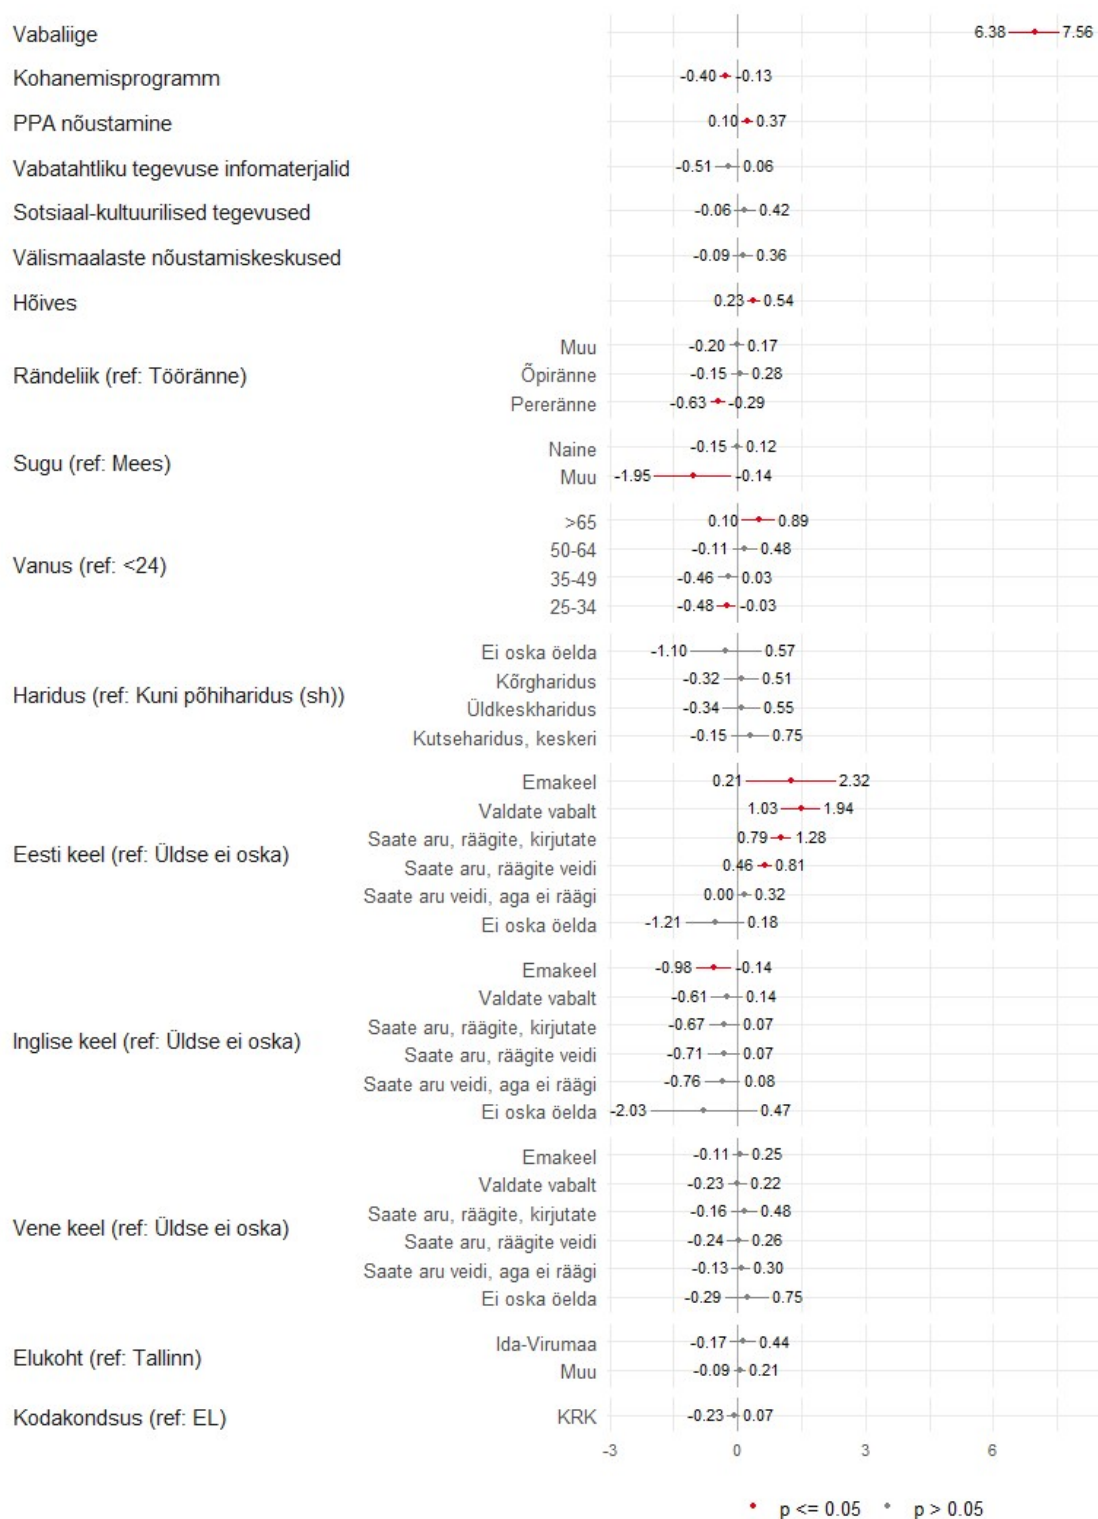 Vabaliige 6.38 7.56
Kohanemisprogramm -0.40 -0.13
PPA nõustamine 0.10 0.37
Vabatahtliku tegevuse infomaterjalid -0.51 0.06
Sotsiaal-kultuurilised tegevused -0.06 0.42
Välismaalaste nõustamiskeskused -0.09 0.36
Hõives 0.23 0.54
Rändeliik (ref: Tööränne)
Muu -0.20 0.17
Õpiränne -0.15 0.28
Pereränne -0.63 -0.29
Sugu (ref: Mees)
Naine -0.15 0.12
Muu -1.95 -0.14
Vanus (ref: <24)
>65 0.10 0.89
50-64 -0.11 0.48
35-49 -0.46 0.03
25-34 -0.48 -0.03
Haridus (ref: Kuni põhiharidus (sh))
Ei oska öelda -1.10 0.57
Kõrgharidus -0.32 0.51
Üldkeskharidus -0.34 0.55
Kutseharidus, keskeri -0.15 0.75
Eesti keel (ref: Üldse ei oska)
Emakeel 0.21 2.32
Valdate vabalt 1.03 1.94
Saate aru, räägite, kirjutate 0.79 1.28
Saate aru, räägite veidi 0.46 0.81
Saate aru veidi, aga ei räägi 0.00 0.32
Ei oska öelda -1.21 0.18
Inglise keel (ref: Üldse ei oska)
Emakeel -0.98 -0.14
Valdate vabalt -0.61 0.14
Saate aru, räägite, kirjutate -0.67 0.07
Saate aru, räägite veidi -0.71 0.07
Saate aru veidi, aga ei räägi -0.76 0.08
Ei oska öelda -2.03 0.47
Vene keel (ref: Üldse ei oska)
Emakeel -0.11 0.25
Valdate vabalt -0.23 0.22
Saate aru, räägite, kirjutate -0.16 0.48
Saate aru, räägite veidi -0.24 0.26
Saate aru veidi, aga ei räägi -0.13 0.30
Ei oska öelda -0.29 0.75
Elukoht (ref: Tallinn)
Ida-Virumaa -0.17 0.44
Muu -0.09 0.21
Kodakondsus (ref: EL)
KRK -0.23 0.07
-3 0 3 6
p <= 0.05 p > 0.05